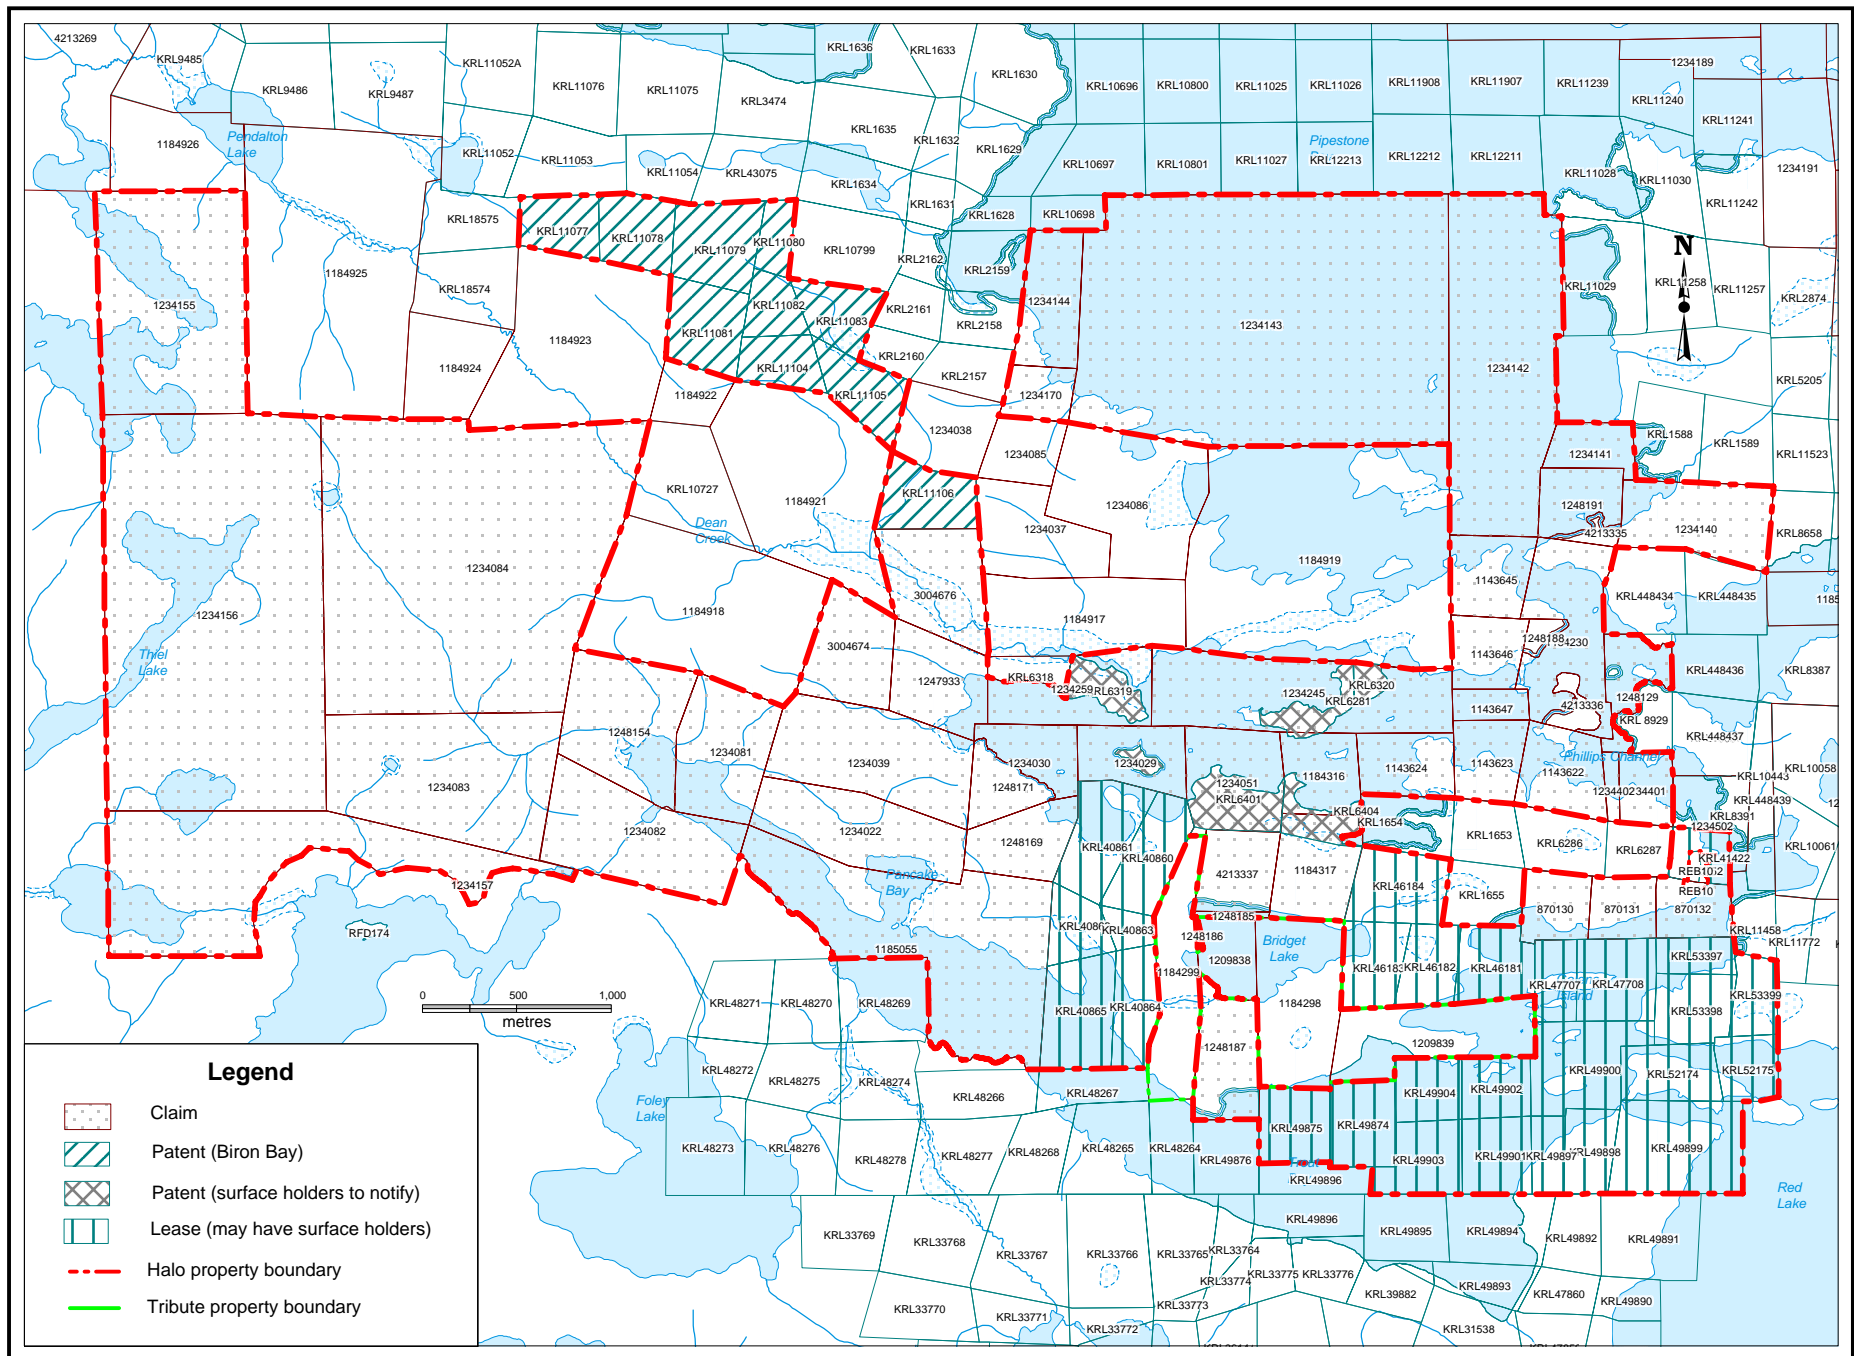 4213269
KRL9485
KRL9486
KRL9487
KRL11052A
KRL11076
KRL11075
KRL3474
KRL1636
KRL1633
KRL1630
KRL10696
KRL10800
KRL11025
KRL11026
KRL11908
KRL11907
KRL11239
1234189
KRL11240
KRL11241
1184926
Pendalton
Lake
KRL11052
KRL11053
KRL11054
KRL43075
KRL1635
KRL1632
KRL1629
KRL1634
KRL1631
KRL1628
KRL10697
KRL10801
KRL11027
Pipestone
KRL12213
KRL12212
KRL12211
KRL11028
KRL11030
KRL11242
1234191
KRL18575
KRL11077
KRL11078
KRL11079
KRL11080
KRL10799
KRL2162
KRL2159
KRL10698
N
1234155
1184925
KRL18574
KRL11081
KRL11082
KRL11083
KRL2161
KRL2158
1234144
1234143
KRL11029
KRL11258
KRL11257
KRL2874
1184924
1184923
1184922
KRL11104
KRL11105
KRL2160
KRL2157
1234170
1234142
KRL5205
1234038
1234085
1234141
KRL1588
KRL1589
KRL11523
KRL10727
1184921
KRL11106
1234086
1234037
1248191
4213335
1234140
KRL8658
Dean
Creek
1234084
1184919
1234156
1184918
3004676
1184917
1143645
KRL448434
KRL448435
Thiel
Lake
3004674
1247933
KRL6318
1234259
KRL6320
1234245
KRL6281
1143646
1248188
KRL448436
KRL8387
1143647
1248129
4213336
KRL 8929
KRL448437
1248154
1234081
1234039
1234030
1234029
1248171
1234051
KRL6401
1184316
1143624
1143623
Phillips Channel
1143622
KRL10443
KRL10058
KRL448439
KRL8391
1234083
1234082
1234022
1248169
KRL40861
KRL40860
KRL6404
KRL1654
KRL1653
KRL6286
KRL6287
1234502
KRL41422
KRL10061
1234157
Pancake
Bay
4213337
1184317
KRL46184
KRL1655
REB10
870130
870131
870132
RFD174
1185055
KRL40863
1248185
1248186
1209838
1184299
Bridget
Lake
KRL46182
KRL46181
KRL11458
KRL11772
KRL53397
KRL47707
KRL47708
Island
KRL53399
KRL53398
0 500 1,000
metres
KRL48271
KRL48270
KRL48269
KRL40865
KRL40864
1184298
1248187
1209839
KRL48272
KRL48275
KRL48274
KRL48266
KRL48267
KRL49904
KRL49902
KRL49900
KRL52174
KRL52175
Foley
Lake
KRL48273
KRL48276
KRL48278
KRL48277
KRL48268
KRL48265
KRL48264
KRL49876
KRL49875
KRL49874
KRL49903
KRL49901
KRL49897
KRL49899
KRL49896
Red
Lake
KRL33769
KRL33768
KRL33767
KRL33766
KRL33765
KRL33764
KRL49896
KRL49895
KRL49894
KRL49892
KRL49891
KRL33774
KRL33775
KRL33776
KRL33770
KRL33771
KRL33772
KRL33773
KRL39882
KRL49893
KRL47860
KRL49890
KRL31538
Legend
Claim
Patent (Biron Bay)
Patent (surface holders to notify)
Lease (may have surface holders)
Halo property boundary
Tribute property boundary